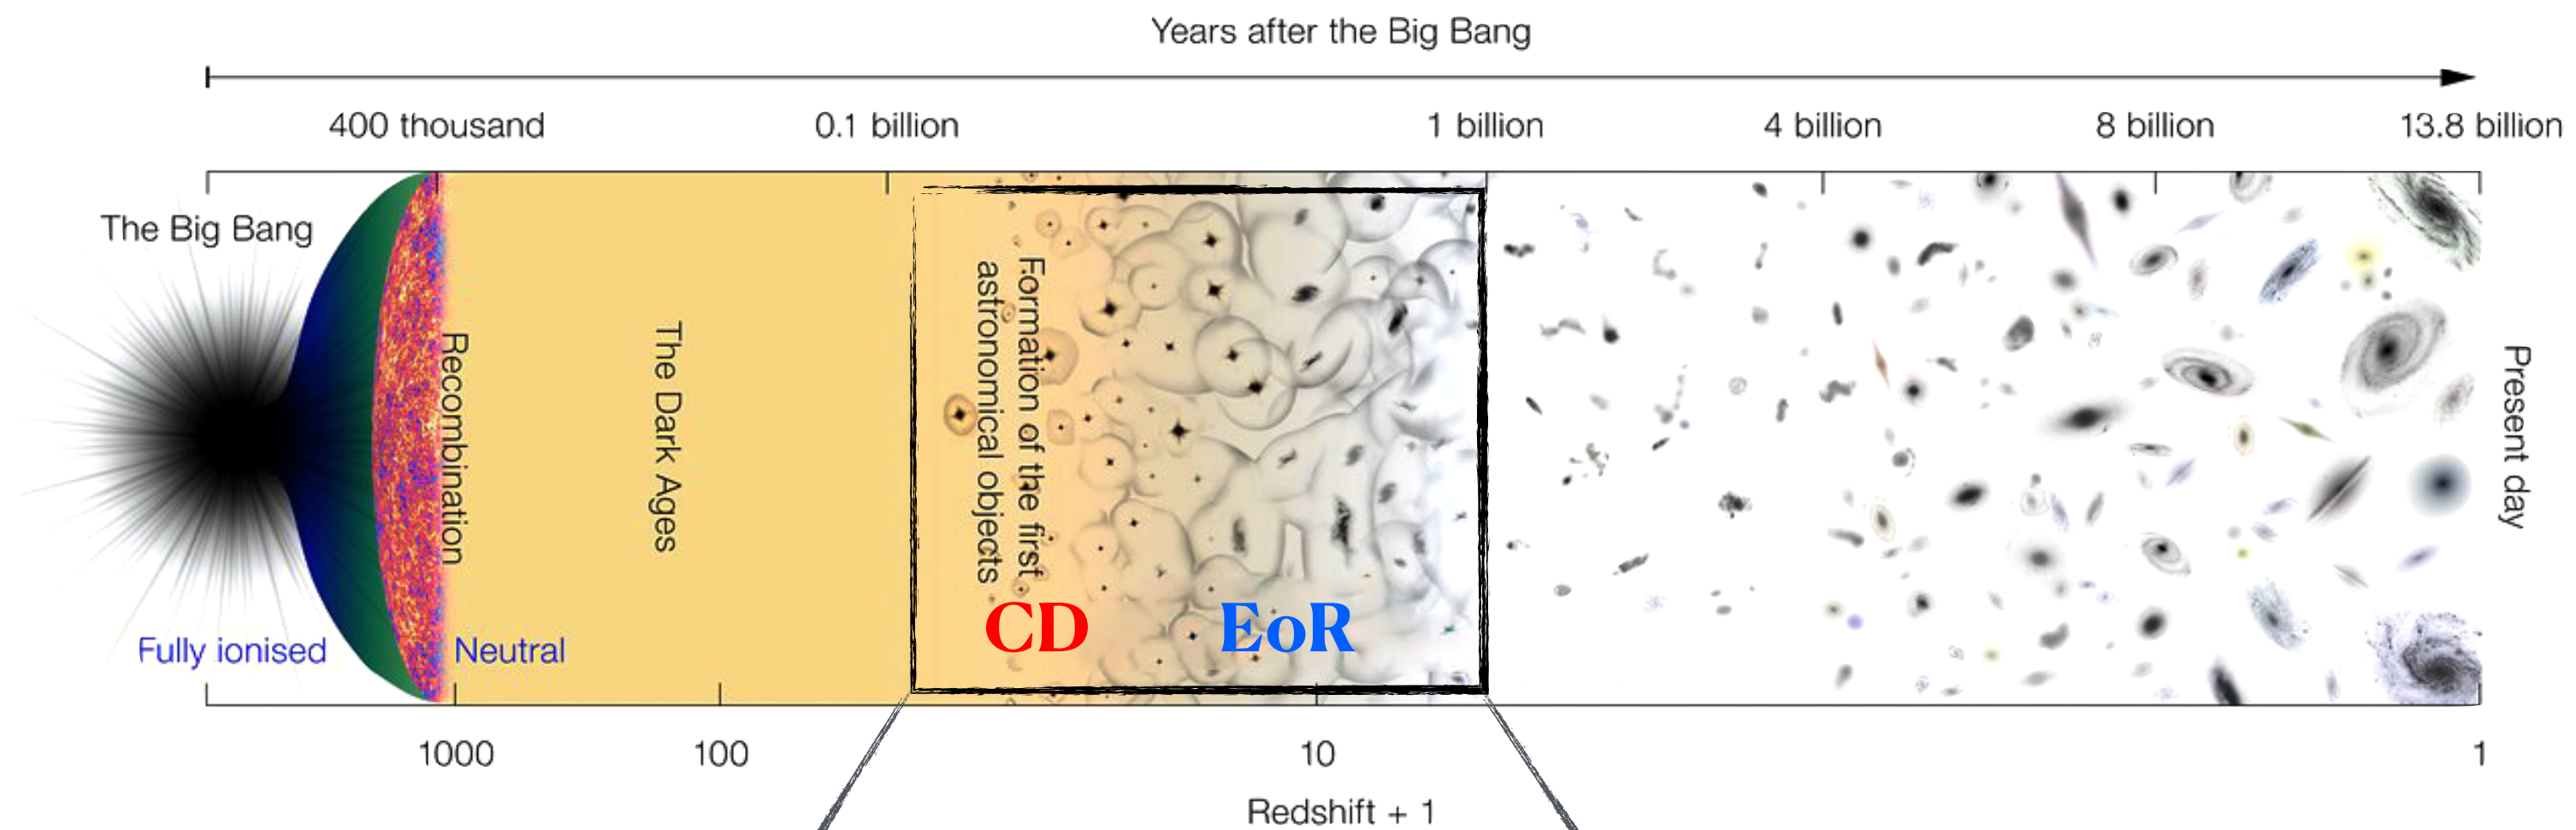 Years after the Big Bang
400 thousand 0.1 billion 1 billion 4 billion 8 billion 13.8 billion
The Big Bang
Recombination
The Dark Ages
Formation of the first
astronomical objects
Present day
Fully ionised
Neutral
CD
EoR
1000 100 10 1
Redshift + 1